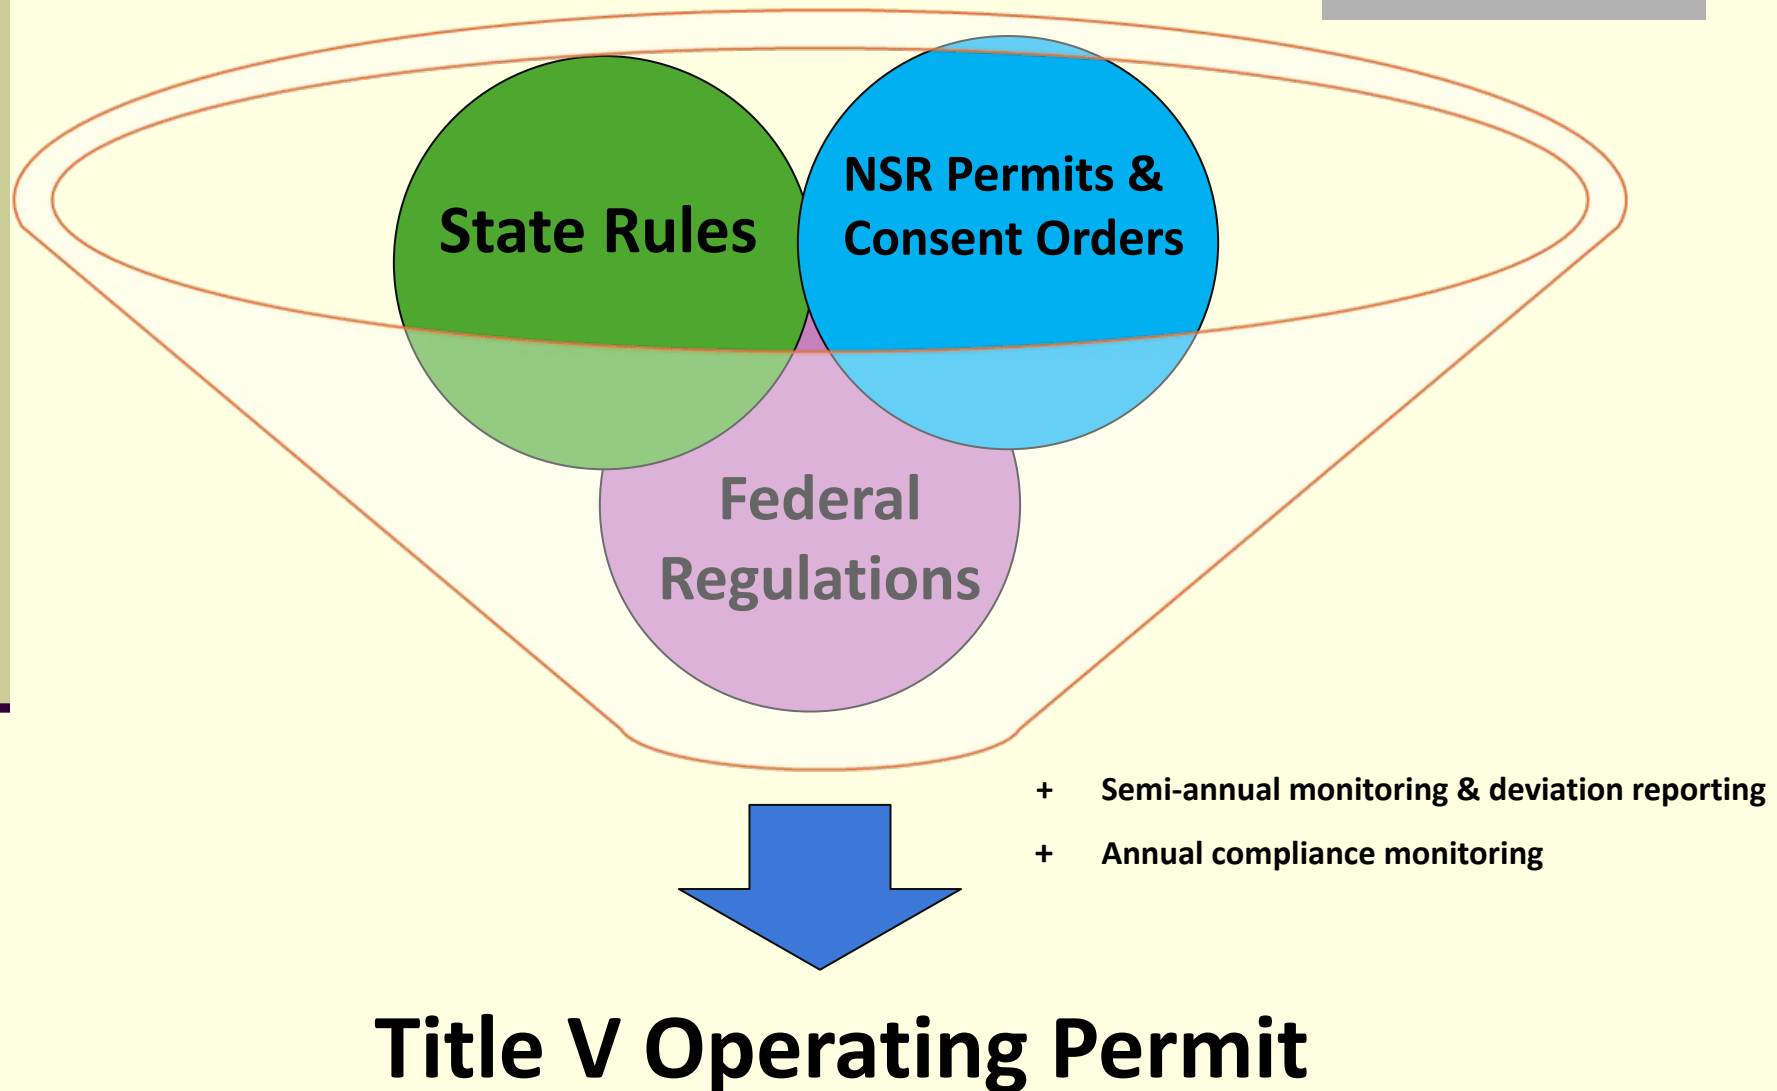 State Rules
NSR Permits &
Consent Orders
Federal
Regulations
+ Semi-annual monitoring & deviation reporting
+ Annual compliance monitoring
Title V Operating Permit